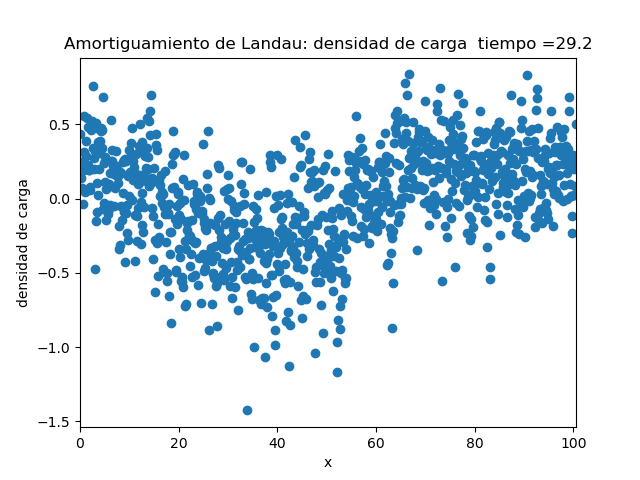 Amortiguamiento de Landau: densidad de carga  tiempo =29.2
densidad de carga
0.5
0.0
−0.5
−1.0
−1.5
0 20 40 60 80 100
x